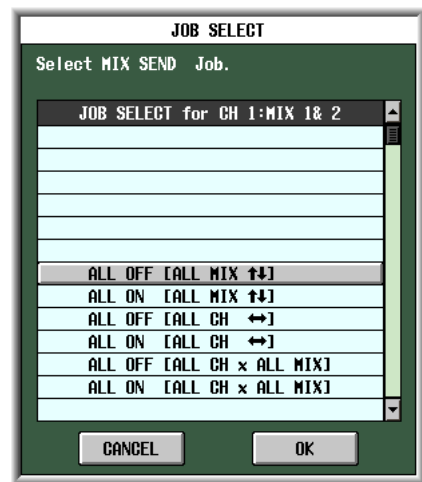 JOB SELECT
Select MIX SEND Job.
JOB SELECT for CH 1:MIX 1& 2
ALL OFF [ALL MIX ↑↓]
ALL ON [ALL MIX ↑↓]
ALL OFF [ALL CH ↔]
ALL ON [ALL CH ↔]
ALL OFF [ALL CH x ALL MIX]
ALL ON [ALL CH x ALL MIX]
CANCEL OK